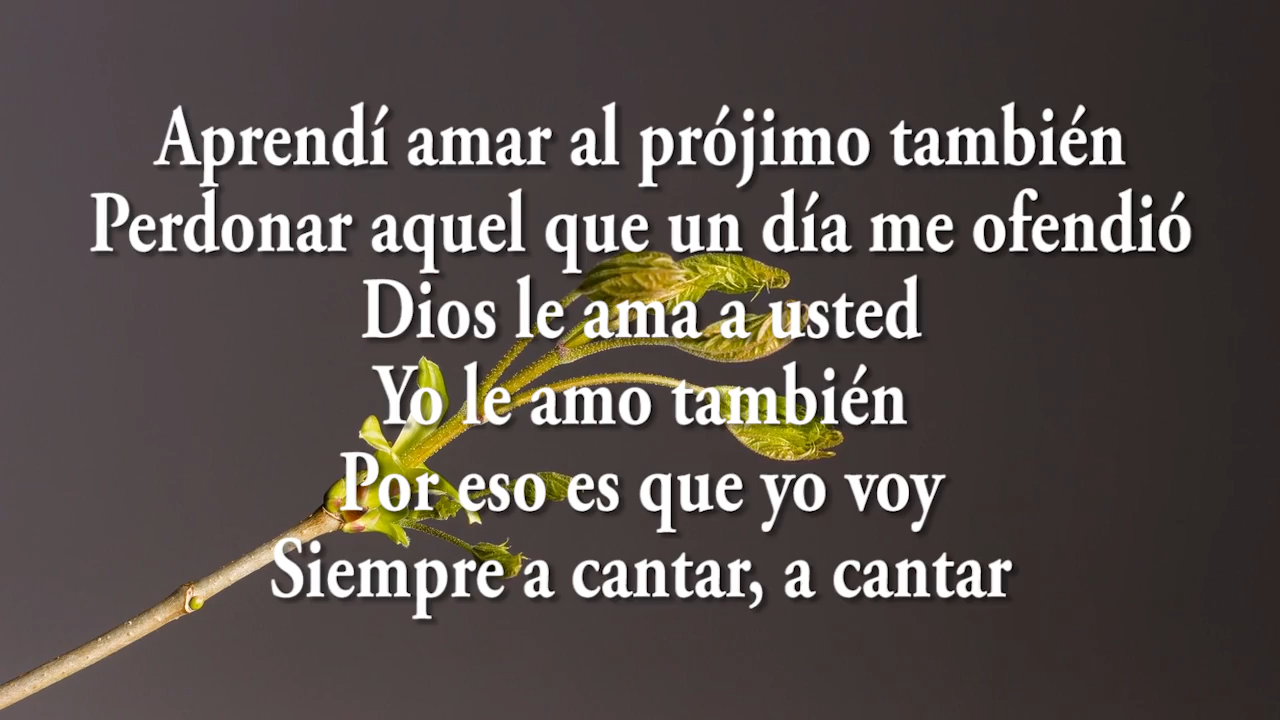 Aprendí amar al prójimo también
Perdonar aquel que un día me ofendió
Dios le ama a usted
Yo le amo también
Por eso es que yo voy
Siempre a cantar, a cantar